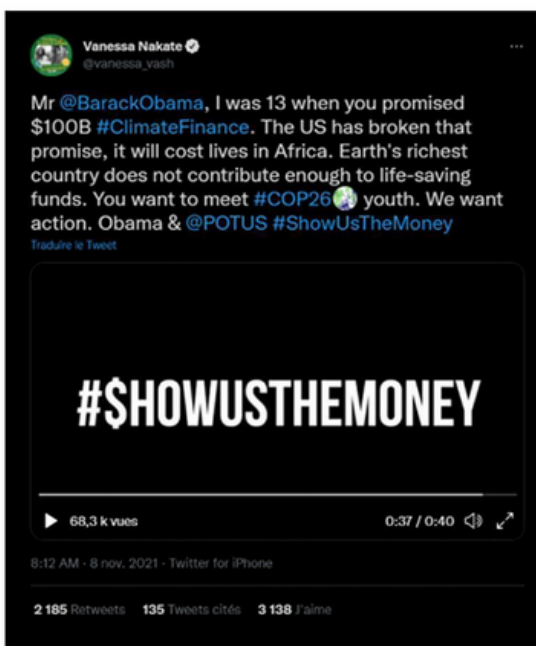 Vanessa Nakate
@vanessa_vash
Mr @BarackObama, I was 13 when you promised
$100B #ClimateFinance. The US has broken that
promise, it will cost lives in Africa. Earth's richest
country does not contribute enough to life-saving
funds. You want to meet #COP26 youth. We want
action. Obama & @POTUS #ShowUsTheMoney
Traduire le Tweet
#$HOWUSTHEMONEY
68,3 k vues
0:37 / 0:40
8:12 AM · 8 nov. 2021 · Twitter for iPhone
2 185 Retweets 135 Tweets cités 3 138 J'aime